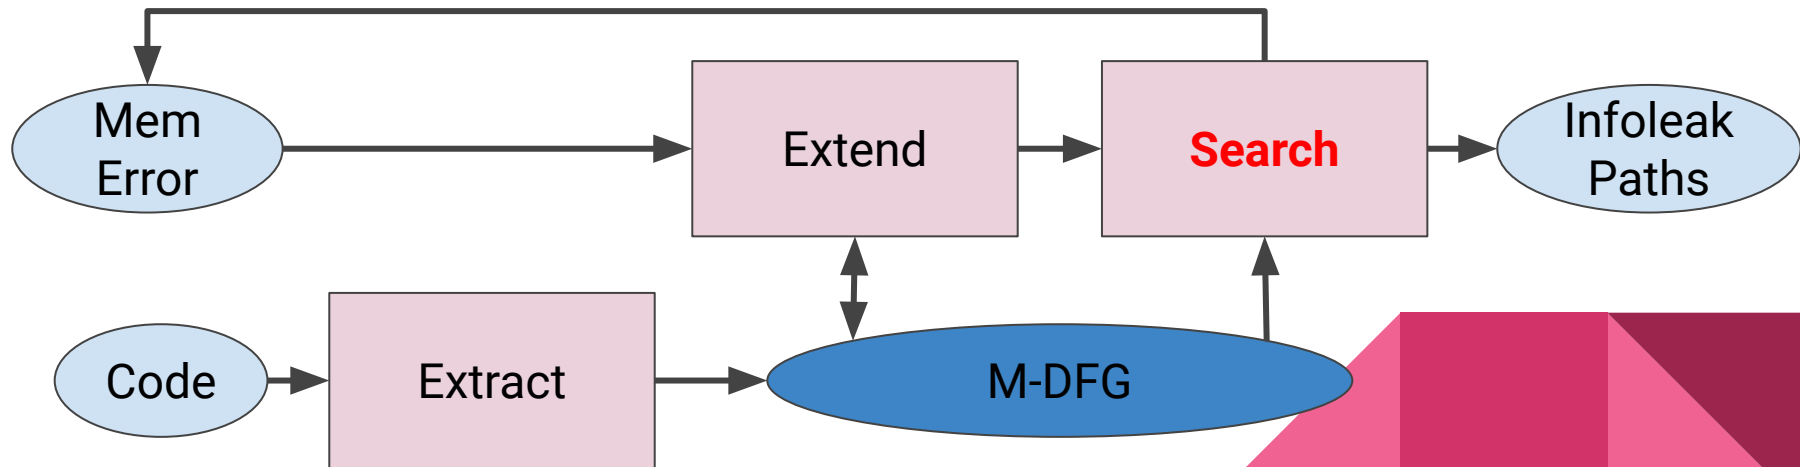 Mem
Error
Extend
Search
Infoleak
Paths
Code
Extract
M-DFG